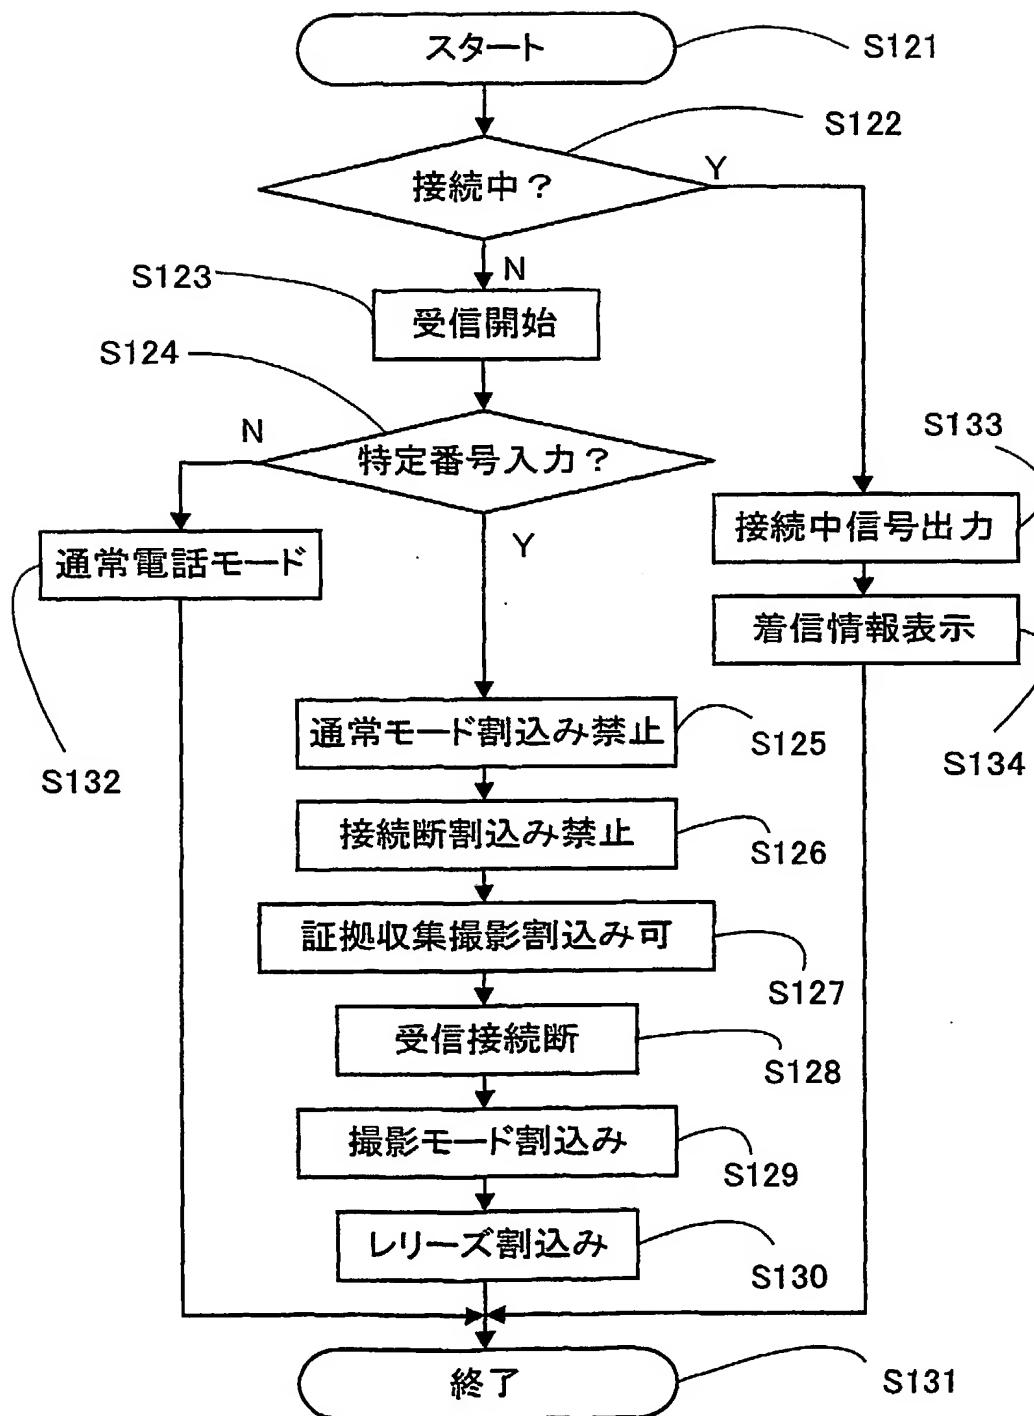 スタート
S121
S122
接続中？
Y
N
S123
受信開始
S124
N
特定番号入力？
S133
Y
接続中信号出力
通常電話モード
着信情報表示
S132
通常モード割込み禁止
S125
S134
接続断割込み禁止
S126
証拠収集撮影割込み可
S127
受信接続断
S128
撮影モード割込み
S129
レリーズ割込み
S130
終了
S131